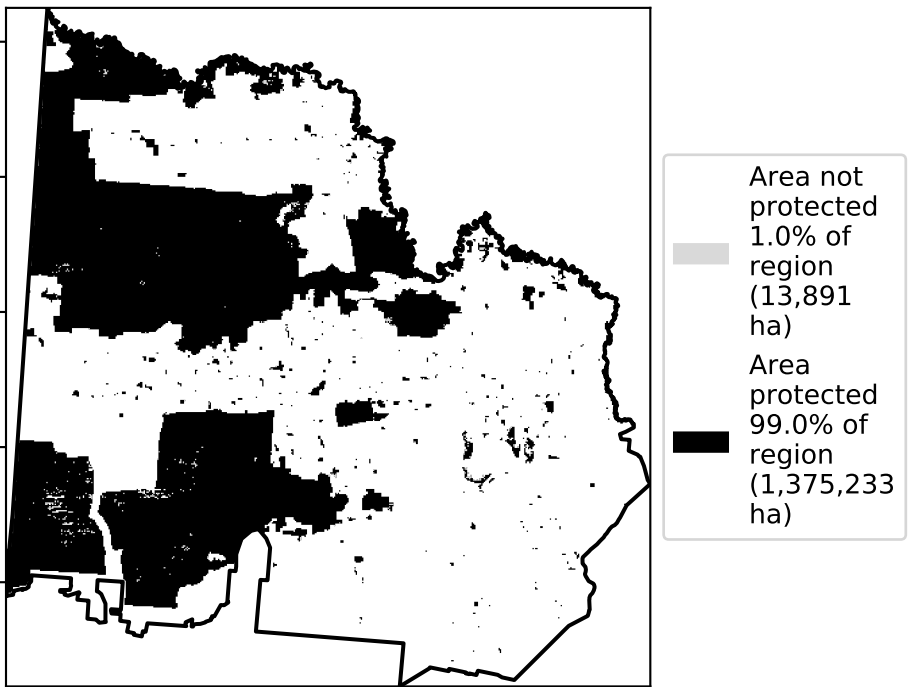 Area not
protected
1.0% of
region
(13,891
ha)
Area
protected
99.0% of
region
(1,375,233
ha)